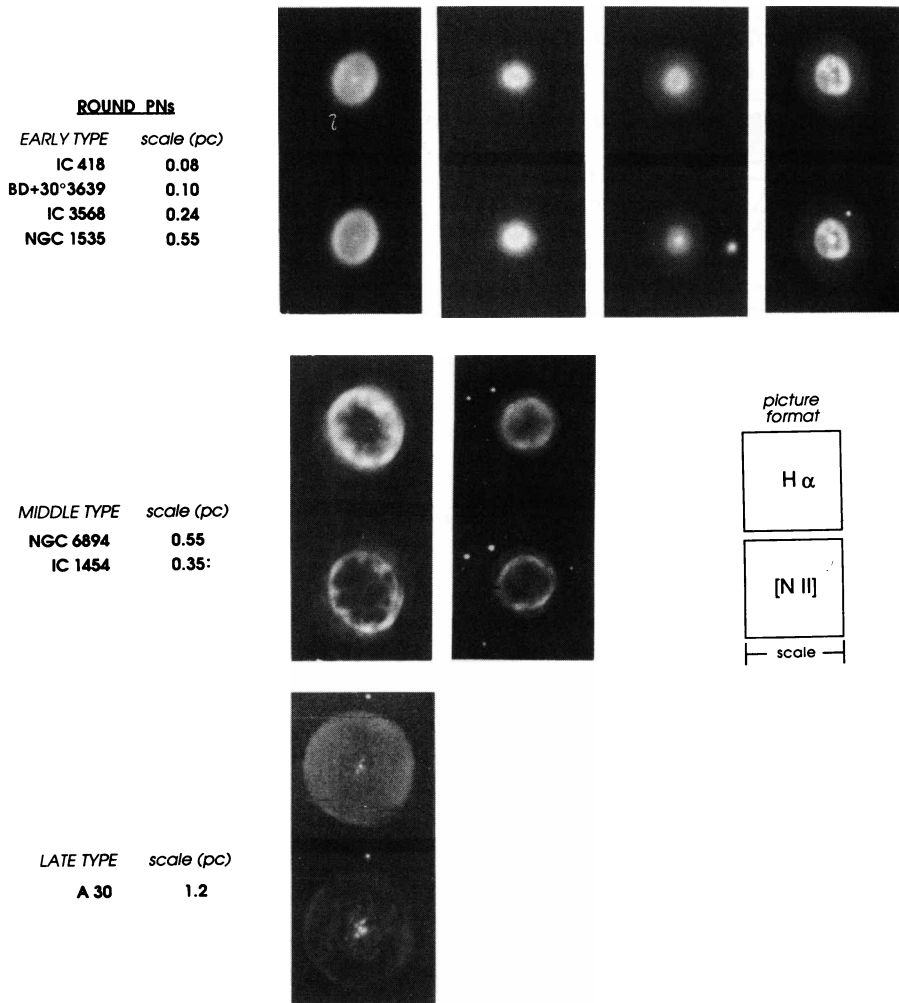 ROUND PNs
EARLY TYPE scale (pc)
IC 418 0.08
BD+30°3639 0.10
IC 3568 0.24
NGC 1535 0.55
picture
format
H α
[N II]
scale
MIDDLE TYPE scale (pc)
NGC 6894 0.55
IC 1454 0.35:
LATE TYPE scale (pc)
A 30 1.2